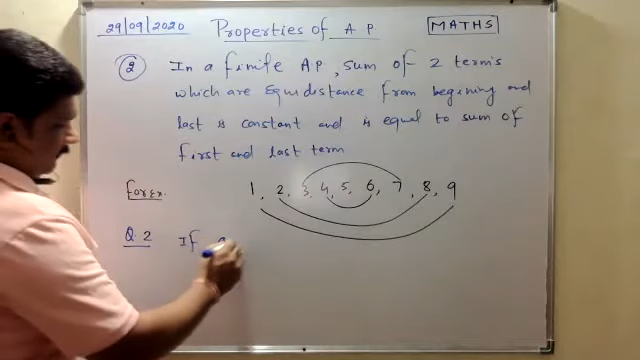 29/09/2020 Properties of A P MATHS
2 In a finite AP, sum of 2 terms
which are Equidistance from begining and
last is constant and is equal to sum of
first and last term
For Ex. 1, 2, 3, 4, 5, 6, 7, 8, 9
Q. 2 If a